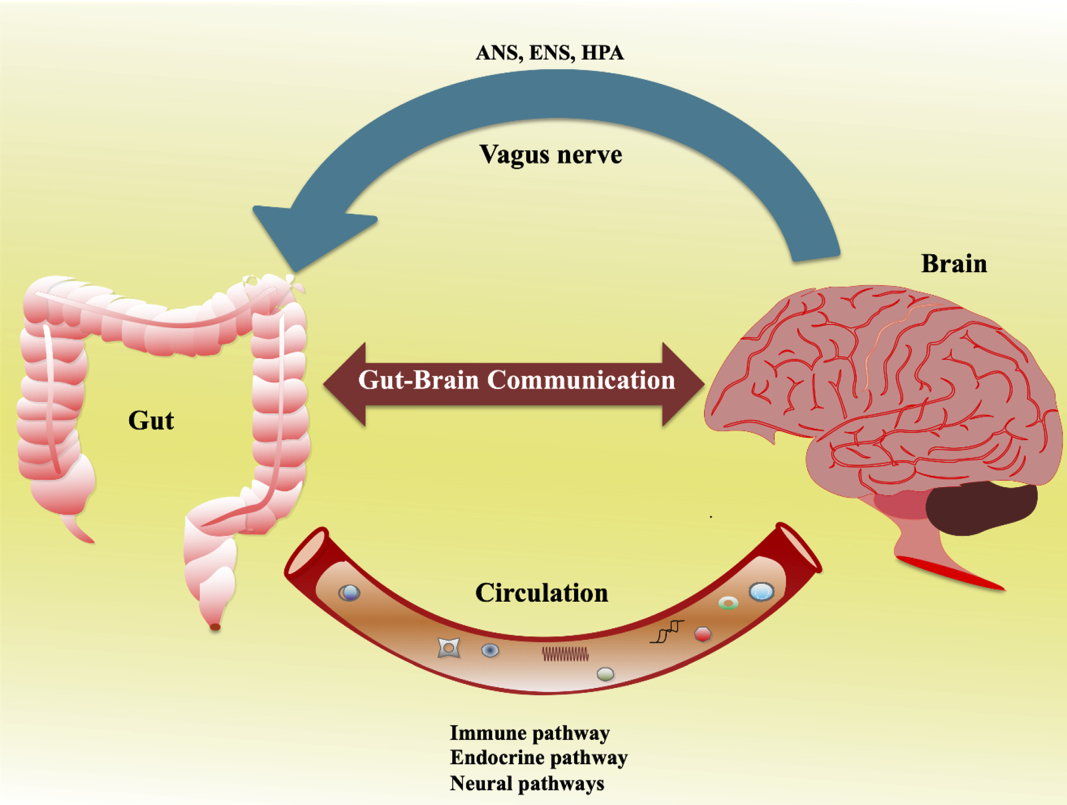 ANS, ENS, HPA
Vagus nerve
Brain
Gut-Brain Communication
Gut
Circulation
Immune pathway
Endocrine pathway
Neural pathways